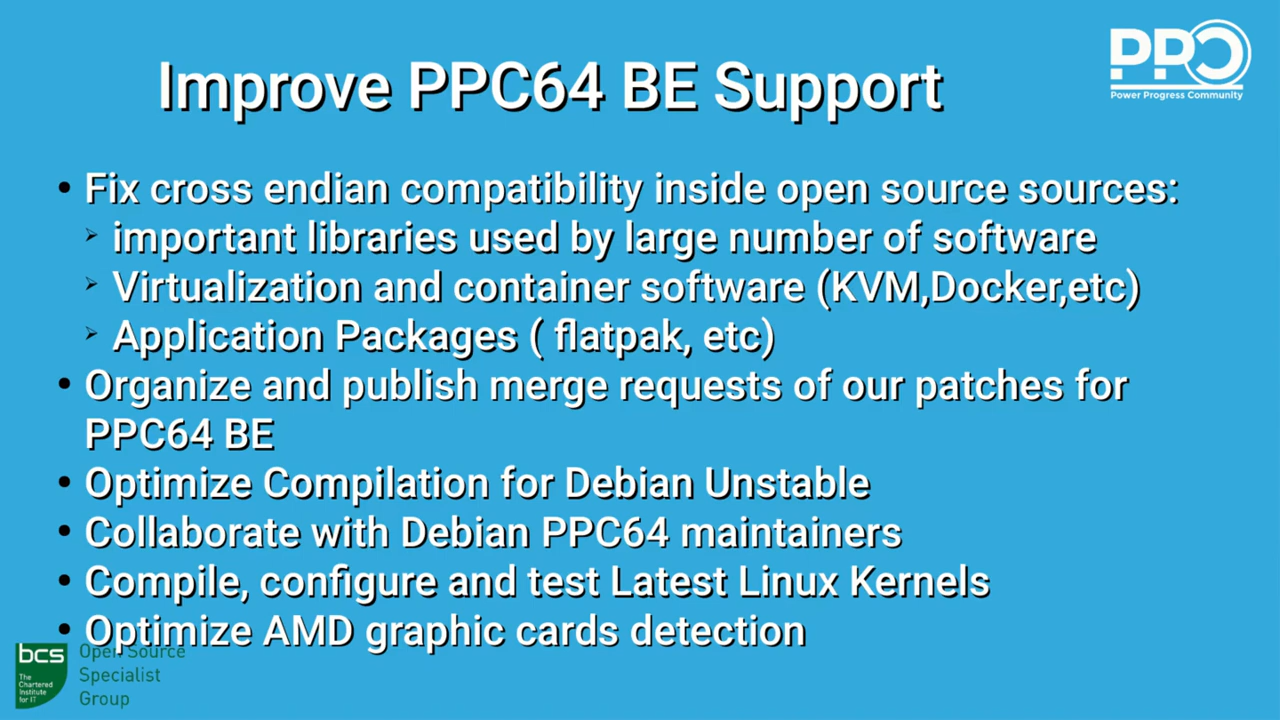 PPC
Power Progress Community
Improve PPC64 BE Support
• Fix cross endian compatibility inside open source sources:
➢ important libraries used by large number of software
➢ Virtualization and container software (KVM,Docker,etc)
➢ Application Packages ( flatpak, etc)
• Organize and publish merge requests of our patches for
PPC64 BE
• Optimize Compilation for Debian Unstable
• Collaborate with Debian PPC64 maintainers
• Compile, configure and test Latest Linux Kernels
• Optimize AMD graphic cards detection
bcs
The
Chartered
Institute
for IT
Open Source
Specialist
Group